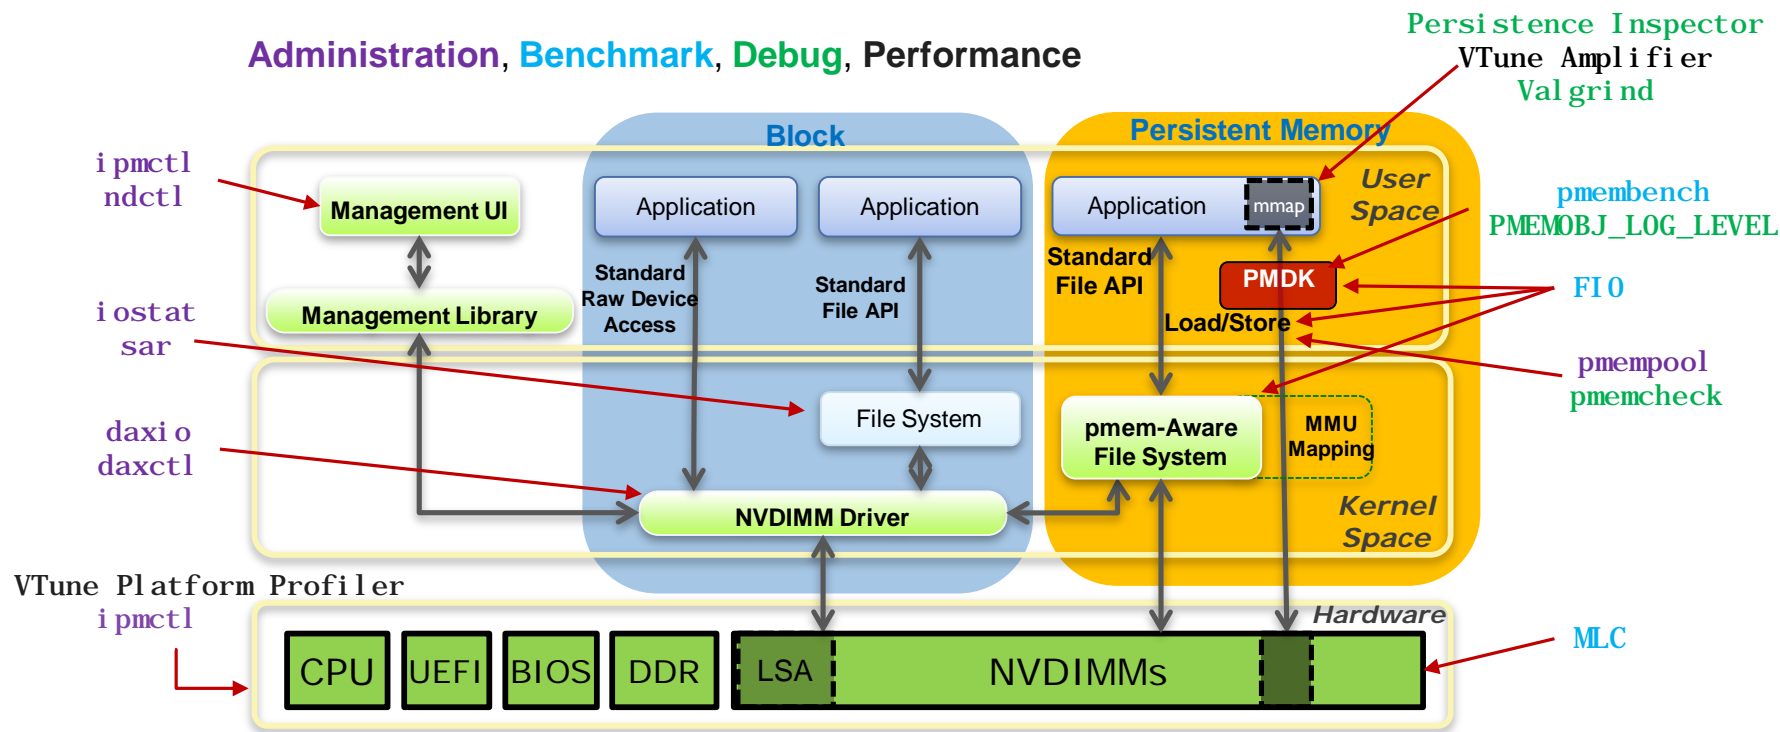 Persistence Inspector
VTune Amplifier
Valgrind
Administration, Benchmark, Debug, Performance
Block
Persistent Memory
ipmctl
ndctl
Management UI
Application
Application
Application
mmap
User
Space
pmembench
PMEMOBJ_LOG_LEVEL
Standard
Raw Device
Access
Standard
File API
Standard
File API
PMDK
FIO
Management Library
Load/Store
iostat
sar
pmempool
pmemcheck
File System
pmem-Aware
File System
MMU
Mapping
daxio
daxctl
NVDIMM Driver
Kernel
Space
VTune Platform Profiler
ipmctl
Hardware
CPU
UEFI
BIOS
DDR
LSA
NVDIMMs
MLC